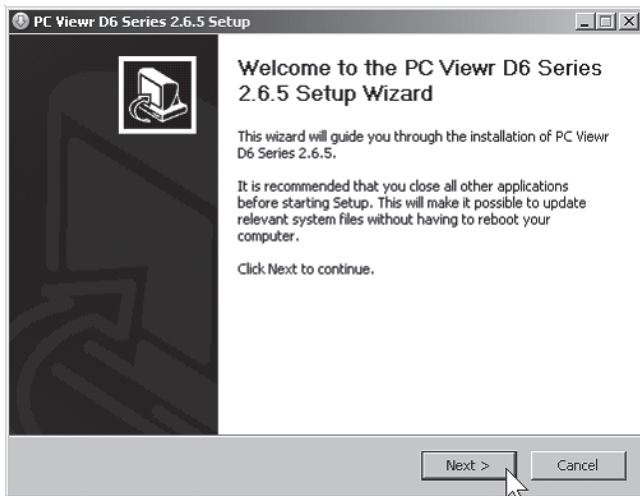 PC Viewr D6 Series 2.6.5 Setup
Welcome to the PC Viewr D6 Series
2.6.5 Setup Wizard
This wizard will guide you through the installation of PC Viewr
D6 Series 2.6.5.
It is recommended that you close all other applications
before starting Setup. This will make it possible to update
relevant system files without having to reboot your
computer.
Click Next to continue.
Next >
Cancel